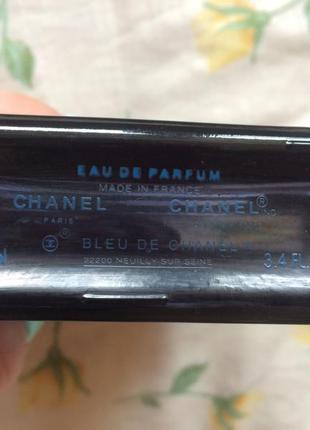 EAU DE PARFUM
MADE IN FRANCE
CHANEL CHANEL®
PARIS INC.
BLEU DE CHANEL
92200 NEUILLY-SUR-SEINE
3.4 FL